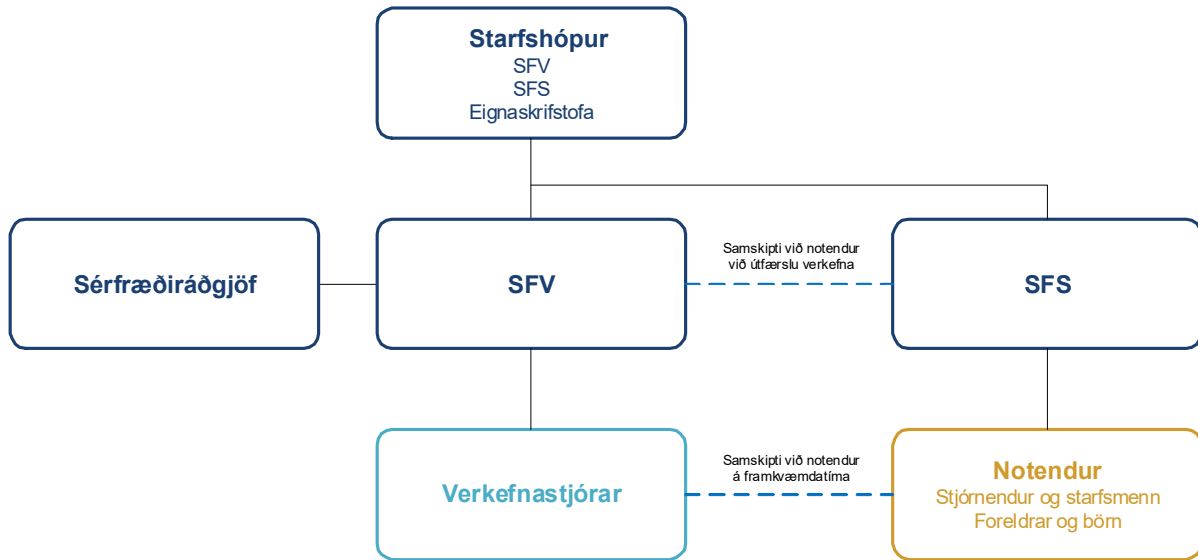 Starfshópur
SFV
SFS
Eignaskrifstofa
Sérfræðiráðgjöf
SFV
Samskipti við notendur
við útfærslu verkefna
SFS
Verkefnastjórar
Samskipti við notendur
á framkvæmdatíma
Notendur
Stjórnendur og starfsmenn
Foreldrar og börn